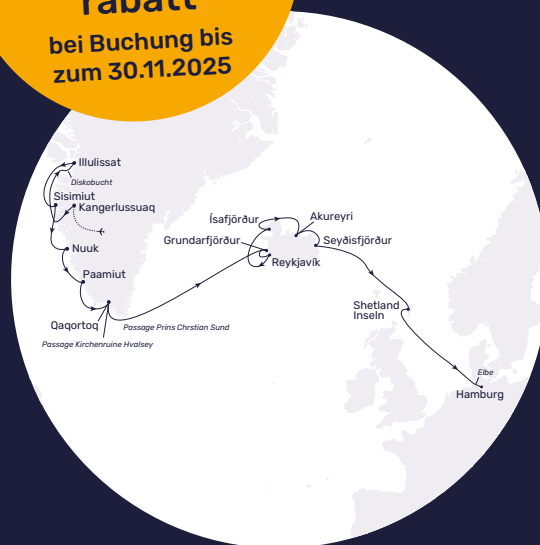 rabatt
bei Buchung bis
zum 30.11.2025
Illulissat
Diskobucht
Sisimiut
Kangerlussuaq
Nuuk
Paamiut
Qaqortoq
Passage Prins Chrstian Sund
Passage Kirchenruine Hvalsey
Ísafjörður
Akureyri
Grundarfjörður
Seyðisfjörður
Reykjavík
Shetland
Inseln
Elbe
Hamburg